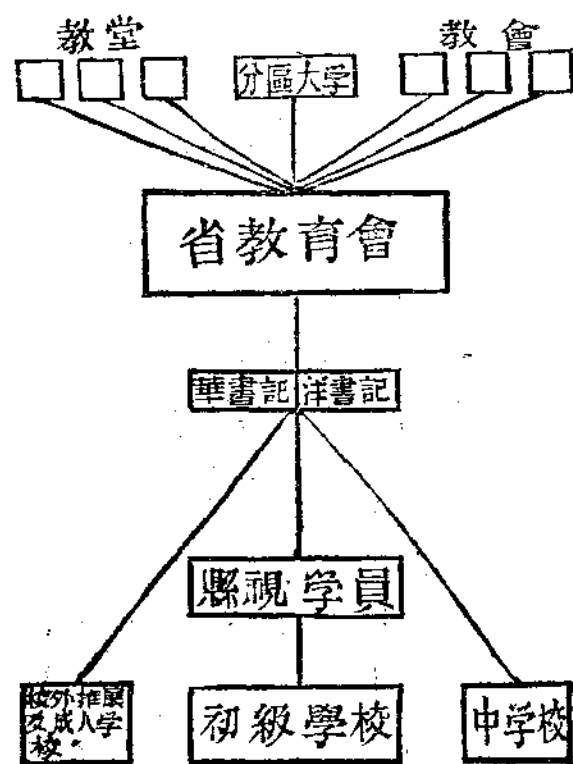 教堂
教會
分區大学
省教育會
華書記
洋書記
縣視学員
校外推展
及成人学
校
初級學校
中学校